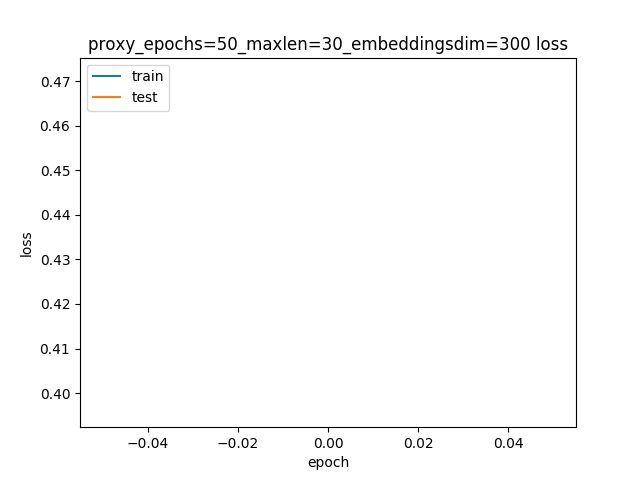 proxy_epochs=50_maxlen=30_embeddingsdim=300 loss
train
test
0.47
0.46
0.45
0.44
0.43
0.42
0.41
0.40
loss
−0.04 −0.02 0.00 0.02 0.04
epoch